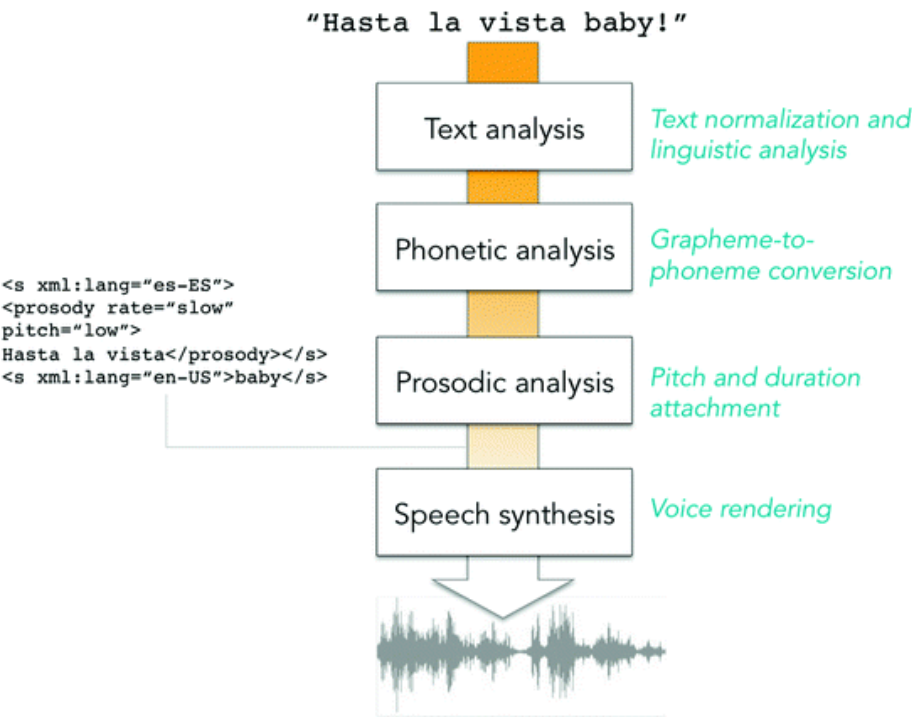 “Hasta la vista baby!”
Text analysis
Text normalization and
linguistic analysis
Phonetic analysis
Grapheme-to-
phoneme conversion
<s xml:lang=“es-ES”>
<prosody rate=“slow”
pitch=“low”>
Hasta la vista</prosody></s>
<s xml:lang=“en-US”>baby</s>
Prosodic analysis
Pitch and duration
attachment
Speech synthesis
Voice rendering